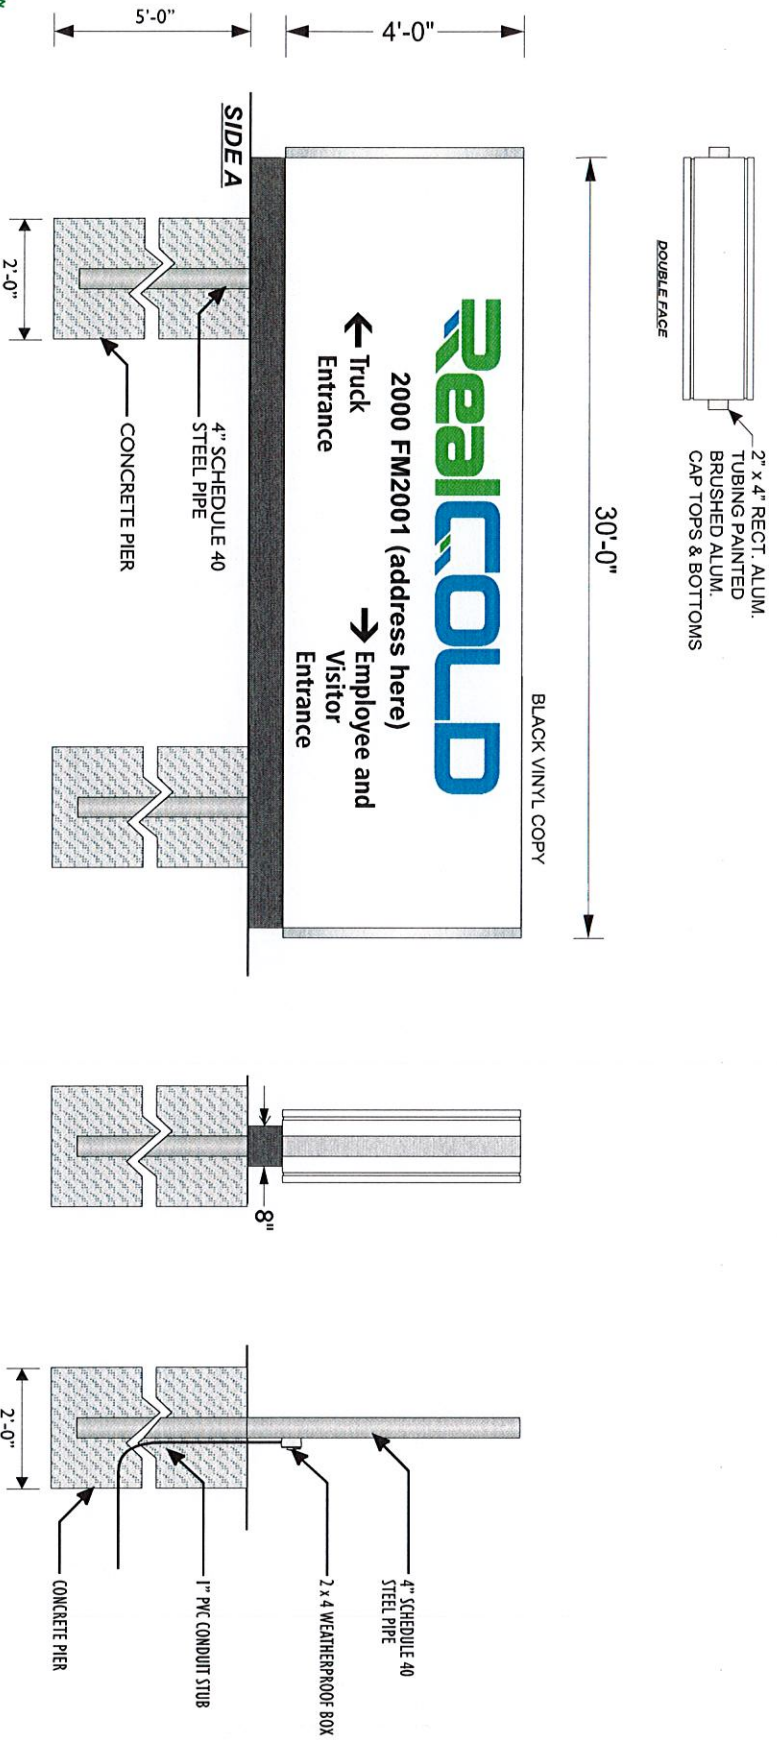 2" x 4" RECT. ALUM.
TUBING PAINTED
BRUSHED ALUM.
CAP TOPS & BOTTOMS
DOUBLE FACE
30'-0"
BLACK VINYL COPY
4'-0"
RealCOLD
2000 FM2001 (address here)
← Truck
Entrance
→ Employee and
Visitor
Entrance
SIDE A
5'-0"
4" SCHEDULE 40
STEEL PIPE
CONCRETE PIER
2'-0"
8"
4" SCHEDULE 40
STEEL PIPE
2 x 4 WEATHERPROOF BOX
1" PVC CONDUIT STUB
CONCRETE PIER
2'-0"